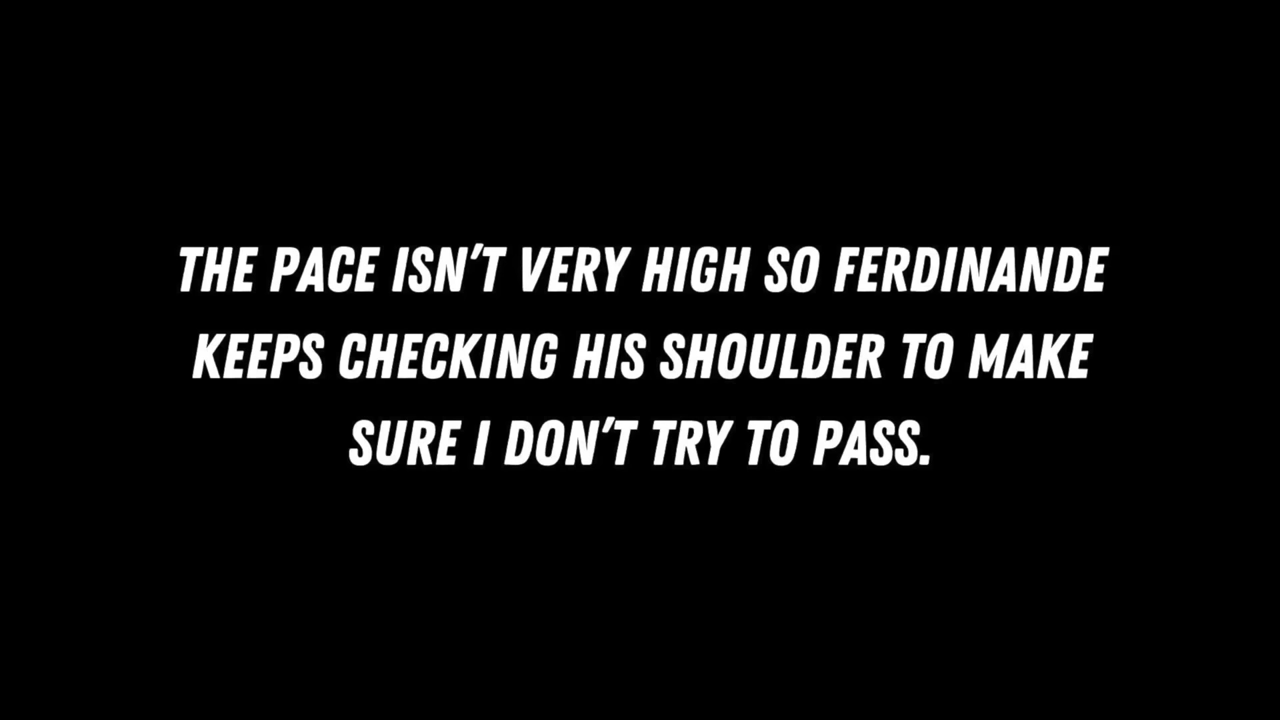 THE PACE ISN'T VERY HIGH SO FERDINANDE
KEEPS CHECKING HIS SHOULDER TO MAKE
SURE I DON'T TRY TO PASS.